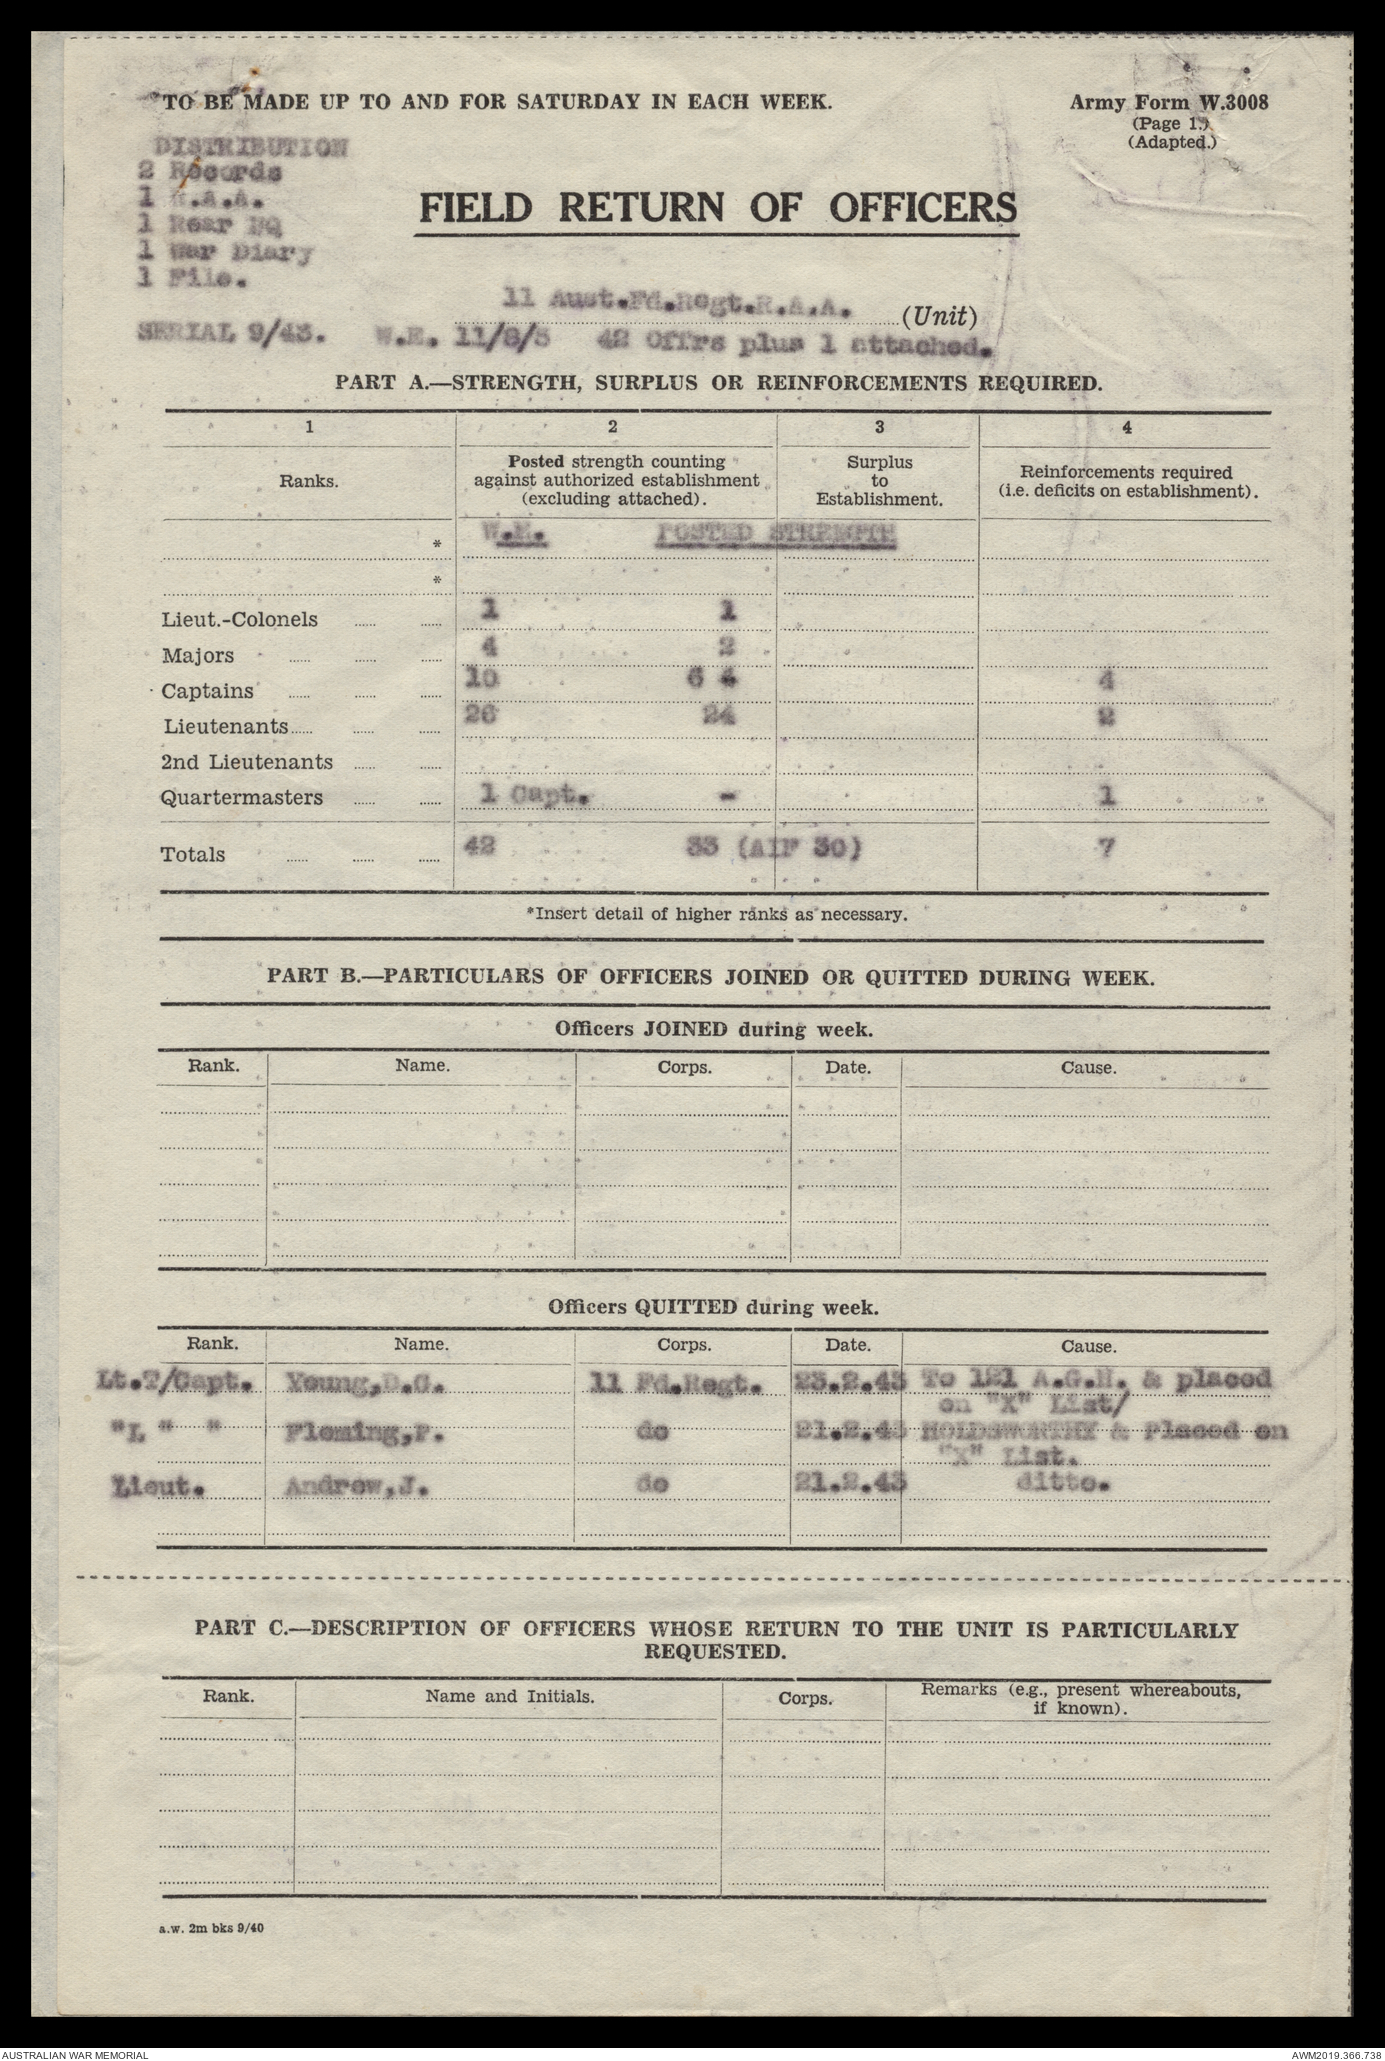 TO BE MADE UP TO AND FOR SATURDAY IN EACH WEEK.
Army Form W.3008
(Page 1.)
(Adapted.)
DISTRIBUTION
2 Records
1 R.A.A.
1 Rear HQ
1 War Diary
1 File.
FIELD RETURN OF OFFICERS
11 Aust.Fd.Regt.R.A.A. (Unit)
SERIAL 9/43. W.E. 11/8/3 42 Offrs plus 1 attached.
PART A.—STRENGTH, SURPLUS OR REINFORCEMENTS REQUIRED.
1 2 3 4
Ranks. Posted strength counting against authorized establishment (excluding attached). Surplus to Establishment. Reinforcements required (i.e. deficits on establishment).
* W.E. POSTED STRENGTH
*
Lieut.-Colonels 1 1
Majors 4 2
Captains 10 6 4 4
Lieutenants 26 24 2
2nd Lieutenants
Quartermasters 1 Capt. - 1
Totals 42 33 (AIF 30) 7
*Insert detail of higher ranks as necessary.
PART B.—PARTICULARS OF OFFICERS JOINED OR QUITTED DURING WEEK.
Officers JOINED during week.
Rank. Name. Corps. Date. Cause.
Officers QUITTED during week.
Rank. Name. Corps. Date. Cause.
Lt.T/Capt. Young,D.C. 11 Fd.Regt. 23.2.43 To 121 A.G.H. & placed
on "X" List/
"L " " Fleming,F. do 21.2.43 HOLDSWORTHY & Placed on
"X" List.
Lieut. Andrew,J. do 21.2.43 ditto.
PART C.—DESCRIPTION OF OFFICERS WHOSE RETURN TO THE UNIT IS PARTICULARLY
REQUESTED.
Rank. Name and Initials. Corps. Remarks (e.g., present whereabouts, if known).
a.w. 2m bks 9/40
AUSTRALIAN WAR MEMORIAL
AWM2019.366.738